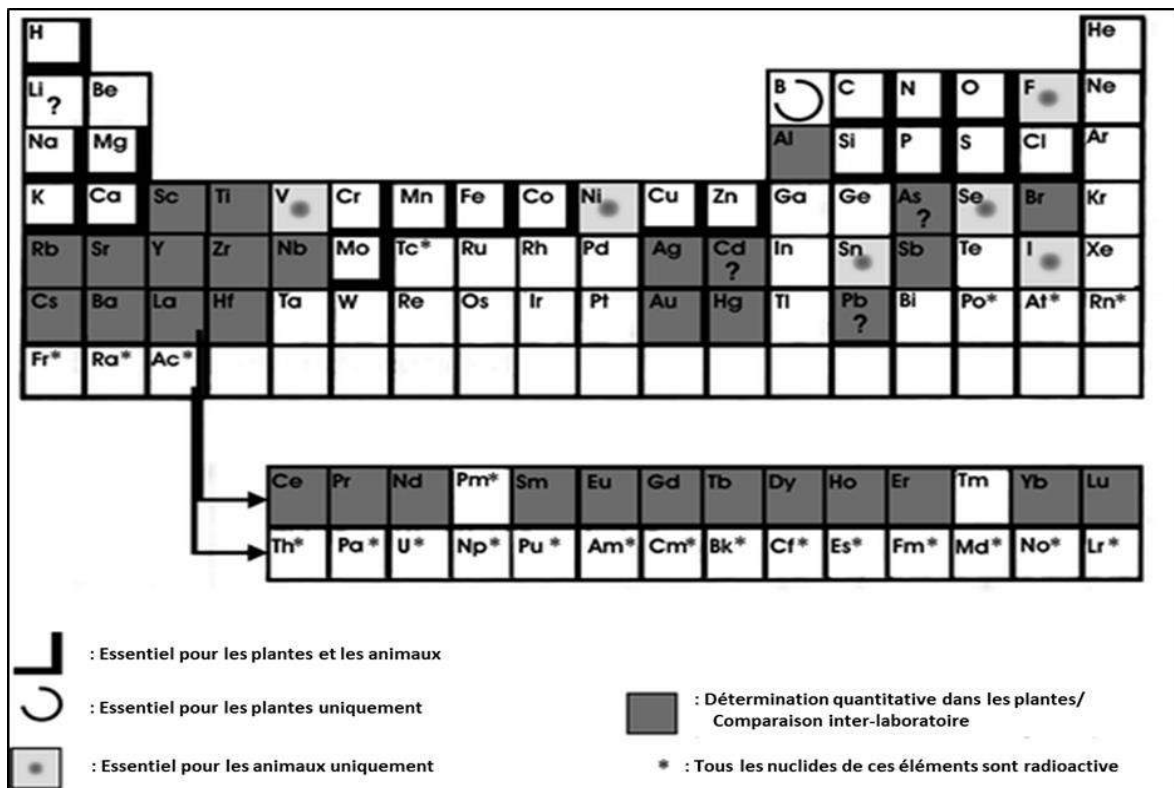 H He
Li ? Be B C N O F Ne
Na Mg Al Si P S Cl Ar
K Ca Sc Ti V Cr Mn Fe Co Ni Cu Zn Ga Ge As ? Se Br Kr
Rb Sr Y Zr Nb Mo Tc* Ru Rh Pd Ag Cd ? In Sn Sb Te I Xe
Cs Ba La Hf Ta W Re Os Ir Pt Au Hg Tl Pb ? Bi Po* At* Rn*
Fr* Ra* Ac*
Ce Pr Nd Pm* Sm Eu Gd Tb Dy Ho Er Tm Yb Lu
Th* Pa* U* Np* Pu* Am* Cm* Bk* Cf* Es* Fm* Md* No* Lr*
: Essentiel pour les plantes et les animaux
: Essentiel pour les plantes uniquement
: Essentiel pour les animaux uniquement
: Détermination quantitative dans les plantes/
Comparaison inter-laboratoire
* : Tous les nuclides de ces éléments sont radioactive